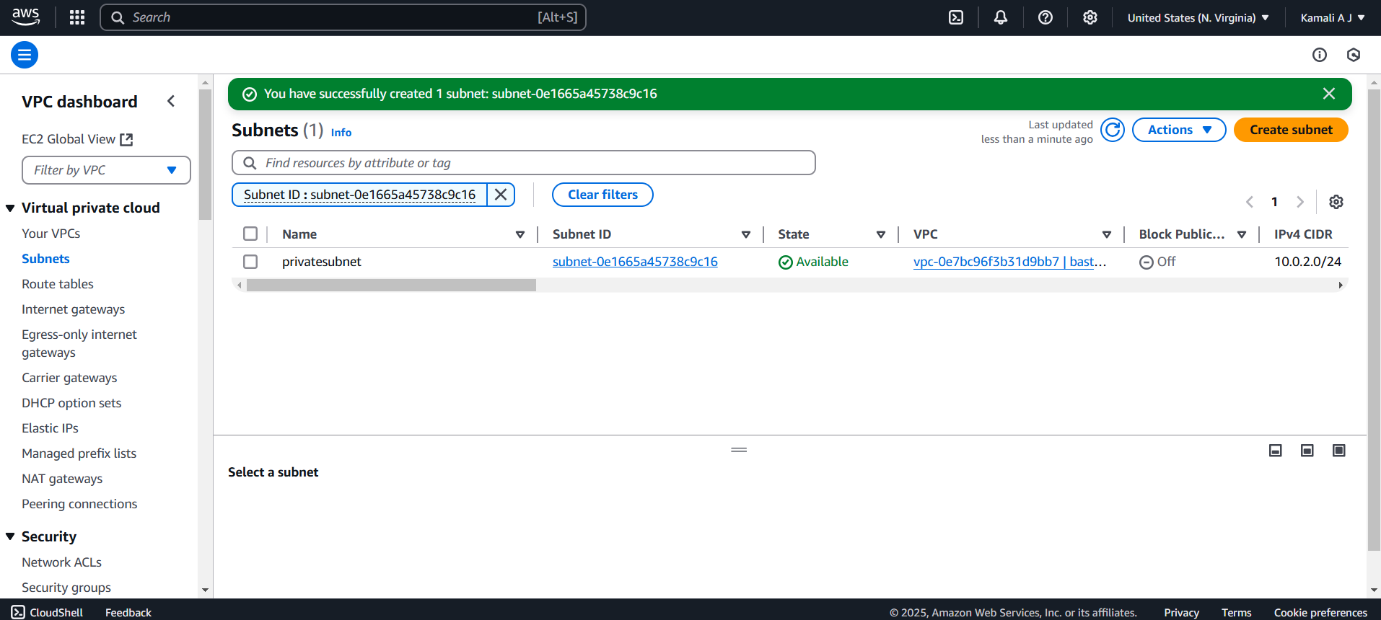 aws Search [Alt+S] United States (N. Virginia) Kamali A J
VPC dashboard
EC2 Global View
Filter by VPC
Virtual private cloud
Your VPCs
Subnets
Route tables
Internet gateways
Egress-only internet
gateways
Carrier gateways
DHCP option sets
Elastic IPs
Managed prefix lists
NAT gateways
Peering connections
Security
Network ACLs
Security groups
You have successfully created 1 subnet: subnet-0e1665a45738c9c16
Subnets (1) Info
Last updated
less than a minute ago
Actions
Create subnet
Find resources by attribute or tag
Subnet ID : subnet-0e1665a45738c9c16
Clear filters
1
Name Subnet ID State VPC Block Public... IPv4 CIDR
privatesubnet subnet-0e1665a45738c9c16 Available vpc-0e7bc96f3b31d9bb7 | bast... Off 10.0.2.0/24
Select a subnet
CloudShell Feedback © 2025, Amazon Web Services, Inc. or its affiliates. Privacy Terms Cookie preferences